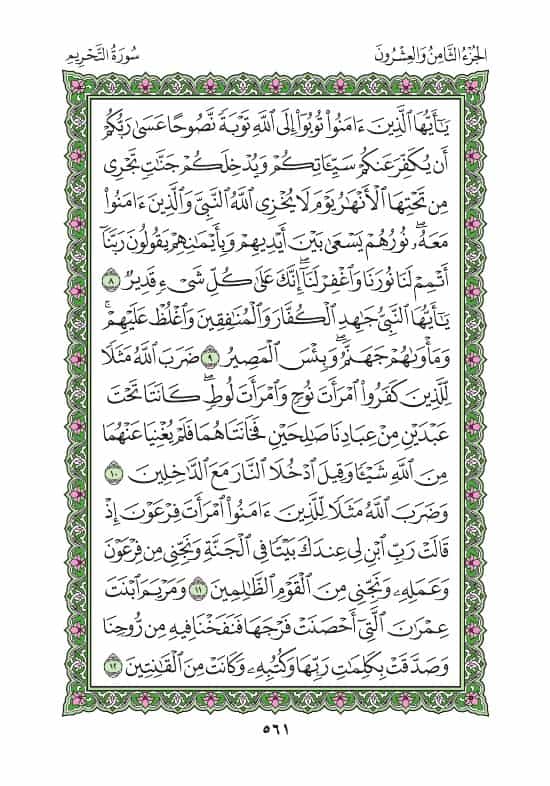 الجُزْءُ الثَّامِنُ وَالعِشْرُونَ
سُورَةُ التَّحْرِيمِ
يَـٰٓأَيُّهَا ٱلَّذِينَ ءَامَنُوا۟ تُوبُوٓا۟ إِلَى ٱللَّهِ تَوْبَةً نَّصُوحًا عَسَىٰ رَبُّكُمْ
أَن يُكَفِّرَ عَنكُمْ سَيِّـَٔاتِكُمْ وَيُدْخِلَكُمْ جَنَّـٰتٍ تَجْرِى
مِن تَحْتِهَا ٱلْأَنْهَـٰرُ يَوْمَ لَا يُخْزِى ٱللَّهُ ٱلنَّبِىَّ وَٱلَّذِينَ ءَامَنُوا۟
مَعَهُۥ ۖ نُورُهُمْ يَسْعَىٰ بَيْنَ أَيْدِيهِمْ وَبِأَيْمَـٰنِهِمْ يَقُولُونَ رَبَّنَآ
أَتْمِمْ لَنَا نُورَنَا وَٱغْفِرْ لَنَآ ۖ إِنَّكَ عَلَىٰ كُلِّ شَىْءٍ قَدِيرٌ ٨
يَـٰٓأَيُّهَا ٱلنَّبِىُّ جَـٰهِدِ ٱلْكُفَّارَ وَٱلْمُنَـٰفِقِينَ وَٱغْلُظْ عَلَيْهِمْ ۚ
وَمَأْوَىٰهُمْ جَهَنَّمُ ۖ وَبِئْسَ ٱلْمَصِيرُ ٩ ضَرَبَ ٱللَّهُ مَثَلًا
لِّلَّذِينَ كَفَرُوا۟ ٱمْرَأَتَ نُوحٍ وَٱمْرَأَتَ لُوطٍ ۖ كَانَتَا تَحْتَ
عَبْدَيْنِ مِنْ عِبَادِنَا صَـٰلِحَيْنِ فَخَانَتَاهُمَا فَلَمْ يُغْنِيَا عَنْهُمَا
مِنَ ٱللَّهِ شَيْـًٔا وَقِيلَ ٱدْخُلَا ٱلنَّارَ مَعَ ٱلدَّٰخِلِينَ ١٠
وَضَرَبَ ٱللَّهُ مَثَلًا لِّلَّذِينَ ءَامَنُوا۟ ٱمْرَأَتَ فِرْعَوْنَ إِذْ
قَالَتْ رَبِّ ٱبْنِ لِى عِندَكَ بَيْتًا فِى ٱلْجَنَّةِ وَنَجِّنِى مِن فِرْعَوْنَ
وَعَمَلِهِۦ وَنَجِّنِى مِنَ ٱلْقَوْمِ ٱلظَّـٰلِمِينَ ١١ وَمَرْيَمَ ٱبْنَتَ
عِمْرَٰنَ ٱلَّتِىٓ أَحْصَنَتْ فَرْجَهَا فَنَفَخْنَا فِيهِ مِن رُّوحِنَا
وَصَدَّقَتْ بِكَلِمَـٰتِ رَبِّهَا وَكُتُبِهِۦ وَكَانَتْ مِنَ ٱلْقَـٰنِتِينَ ١٢
٥٦١